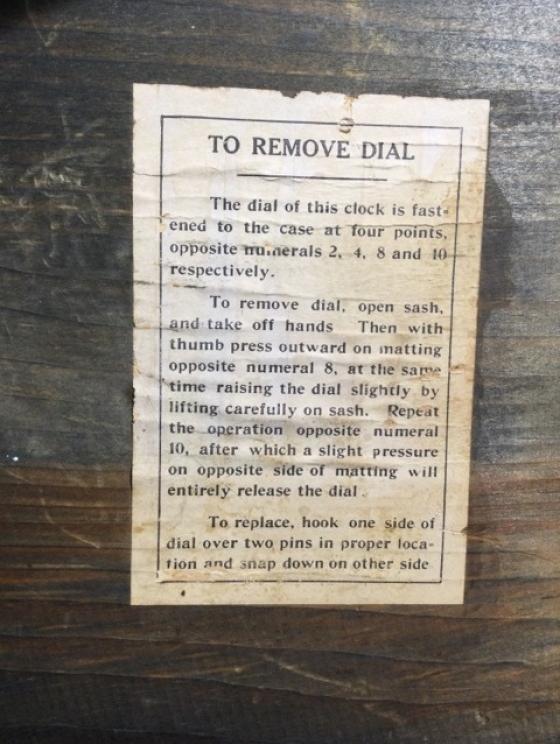 TO REMOVE DIAL
The dial of this clock is fast-
ened to the case at four points,
opposite numerals 2, 4, 8 and 10
respectively.
To remove dial, open sash,
and take off hands Then with
thumb press outward on matting
opposite numeral 8, at the same
time raising the dial slightly by
lifting carefully on sash. Repeat
the operation opposite numeral
10, after which a slight pressure
on opposite side of matting will
entirely release the dial.
To replace, hook one side of
dial over two pins in proper loca-
tion and snap down on other side